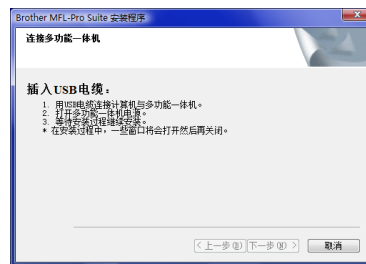 Brother MFL-Pro Suite 安装程序
连接多功能一体机
插入USB电缆：
1. 用USB电缆连接计算机与多功能一体机。
2. 打开多功能一体机电源。
3. 等待安装过程继续安装。
* 在安装过程中，一些窗口将会打开然后再关闭。
<上一步(B) 下一步(N)> 取消